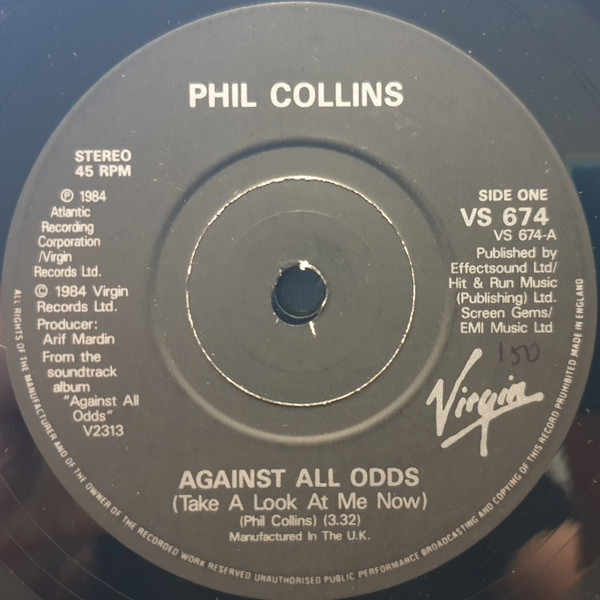 PHIL COLLINS
STEREO
45 RPM
℗ 1984
Atlantic
Recording
Corporation
/Virgin
Records Ltd.
© 1984 Virgin
Records Ltd.
Producer:
Arif Mardin
From the
soundtrack
album
"Against All
Odds"
V2313
SIDE ONE
VS 674
VS 674-A
Published by
Effectsound Ltd/
Hit & Run Music
(Publishing) Ltd.
Screen Gems/
EMI Music Ltd
150
Virgin
AGAINST ALL ODDS
(Take A Look At Me Now)
(Phil Collins) (3.32)
Manufactured In The U.K.
ALL RIGHTS OF THE MANUFACTURER AND OF THE OWNER OF THE RECORDED WORK RESERVED UNAUTHORISED PUBLIC PERFORMANCE BROADCASTING AND COPYING OF THIS RECORD PROHIBITED MADE IN ENGLAND